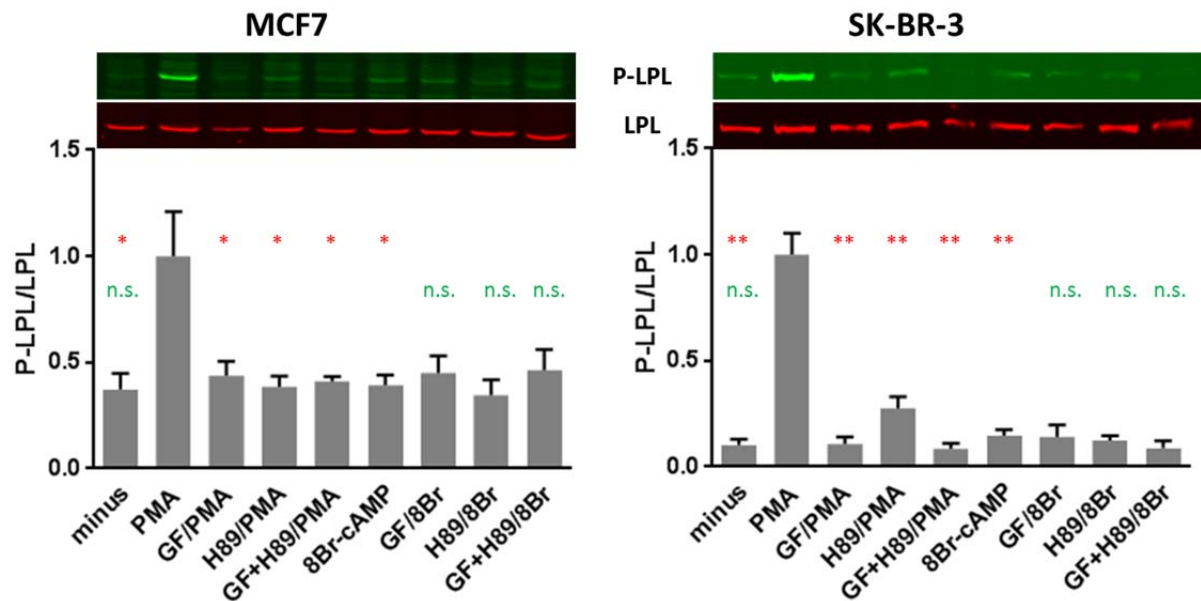 MCF7
SK-BR-3
P-LPL
LPL
P-LPL/LPL
1.5
1.0
0.5
0.0
* * * * *
n.s. n.s. n.s. n.s.
minus
PMA
GF/PMA
H89/PMA
GF+H89/PMA
8Br-cAMP
GF/8Br
H89/8Br
GF+H89/8Br
P-LPL/LPL
1.5
1.0
0.5
0.0
** ** ** ** **
n.s. n.s. n.s. n.s.
minus
PMA
GF/PMA
H89/PMA
GF+H89/PMA
8Br-cAMP
GF/8Br
H89/8Br
GF+H89/8Br